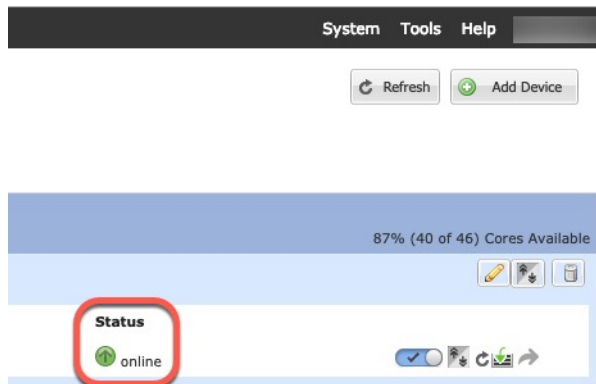 System Tools Help
Refresh Add Device
87% (40 of 46) Cores Available
Status
online